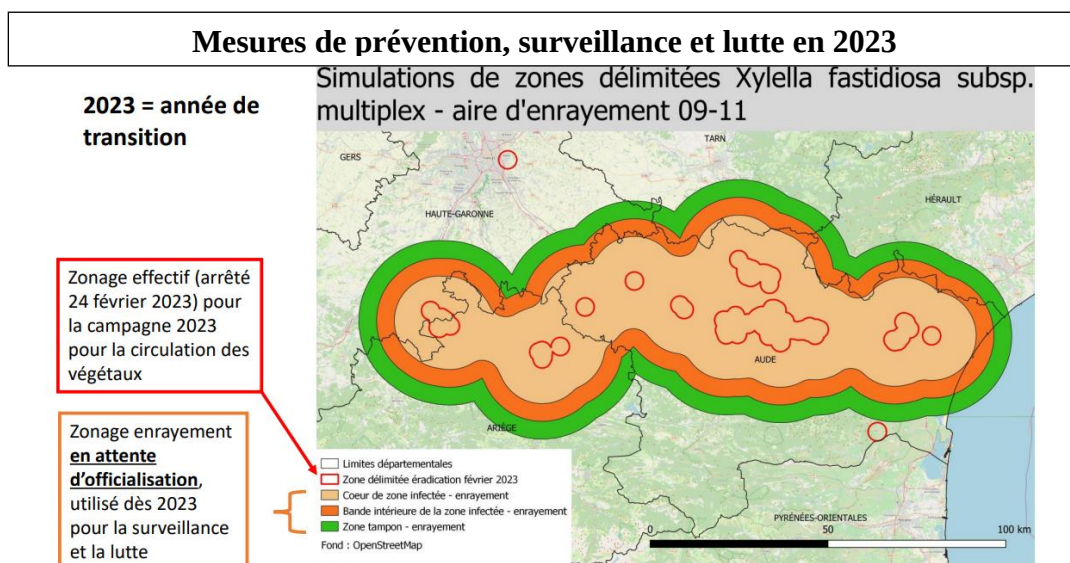 Mesures de prévention, surveillance et lutte en 2023
2023 = année de
transition
Simulations de zones délimitées Xylella fastidiosa subsp.
multiplex - aire d'enrayement 09-11
GERS
TARN
HAUTE-GARONNE
HÉRAULT
AUDE
ARIÈGE
PYRÉNÉES-ORIENTALES
Zonage effectif (arrêté
24 février 2023) pour
la campagne 2023
pour la circulation des
végétaux
Zonage enrayement
en attente
d'officialisation,
utilisé dès 2023
pour la surveillance
et la lutte
Limites départementales
Zone délimitée éradication février 2023
Coeur de zone infectée - enrayement
Bande intérieure de la zone infectée - enrayement
Zone tampon - enrayement
Fond : OpenStreetMap
0 50 100 km